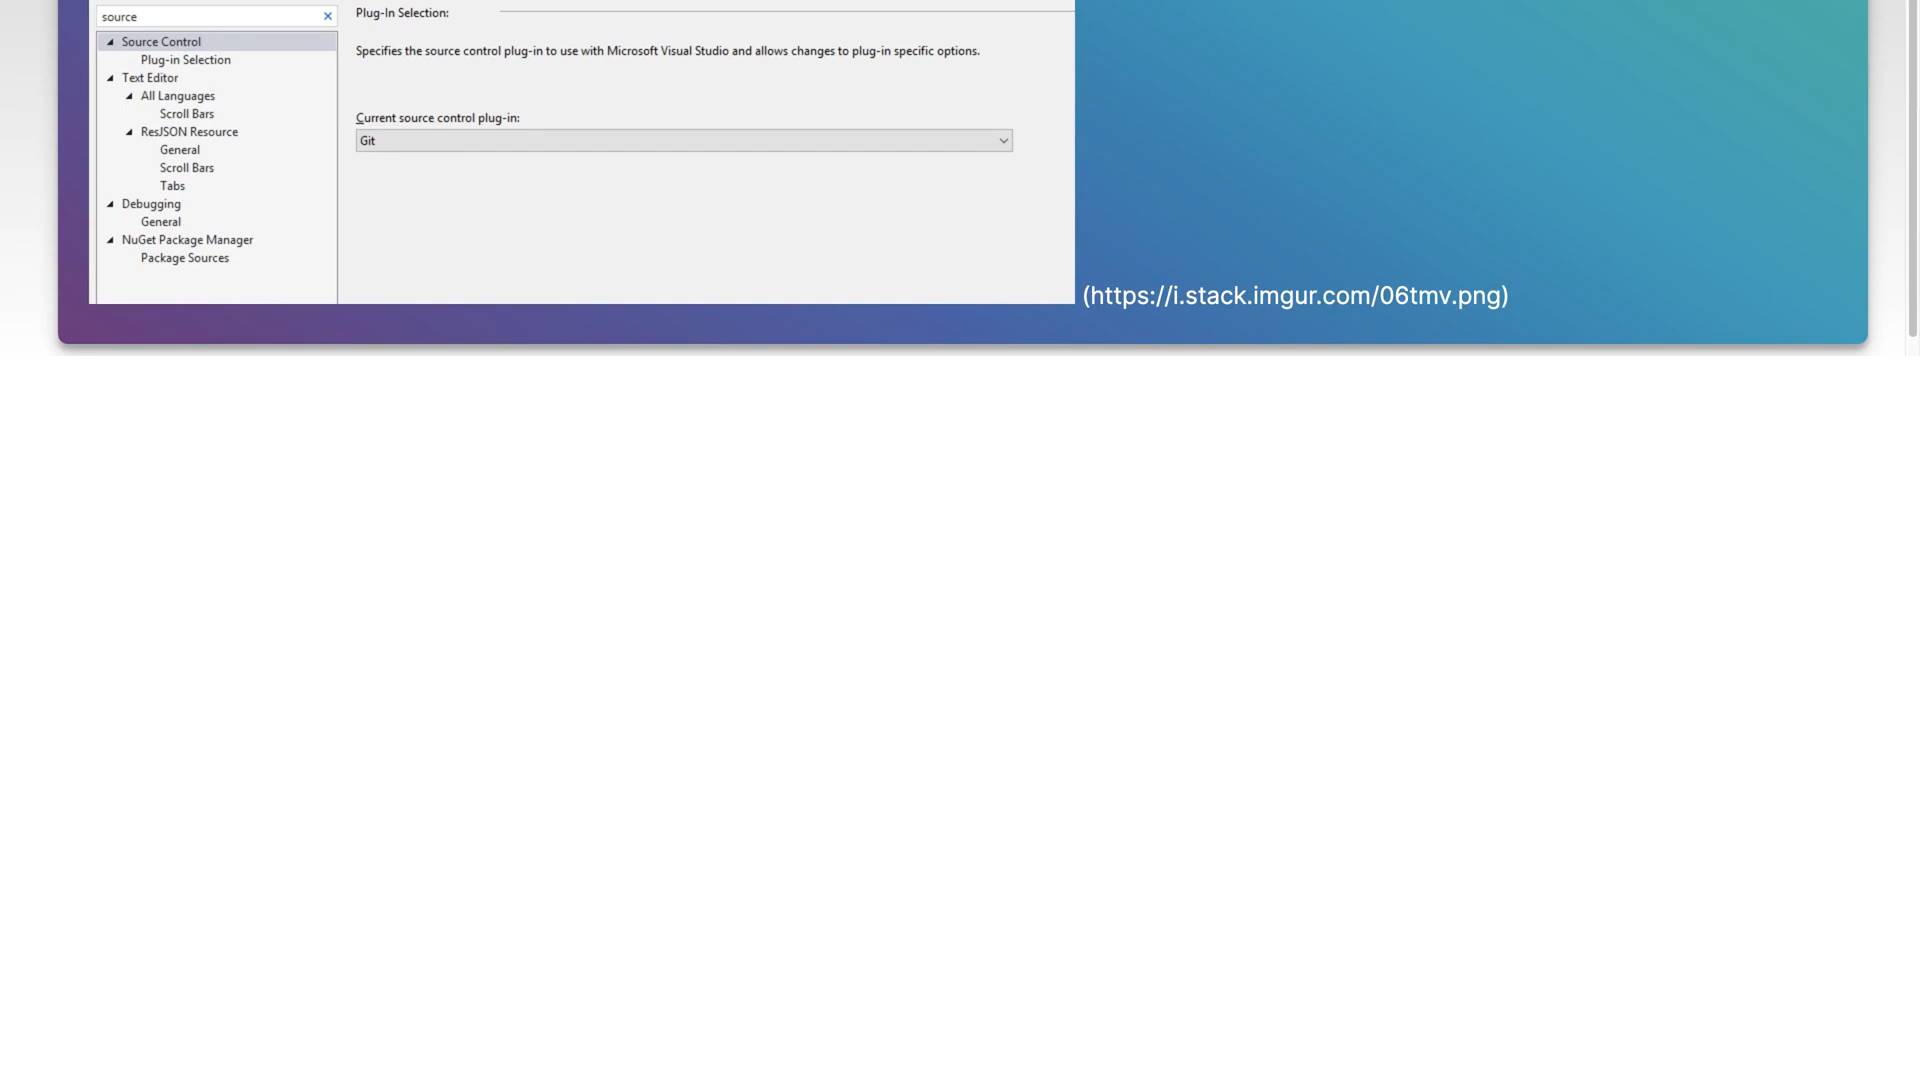 source
Source Control
Plug-in Selection
Text Editor
All Languages
Scroll Bars
ResJSON Resource
General
Scroll Bars
Tabs
Debugging
General
NuGet Package Manager
Package Sources
Plug-In Selection:
Specifies the source control plug-in to use with Microsoft Visual Studio and allows changes to plug-in specific options.
Current source control plug-in:
Git
(https://i.stack.imgur.com/06tmv.png)